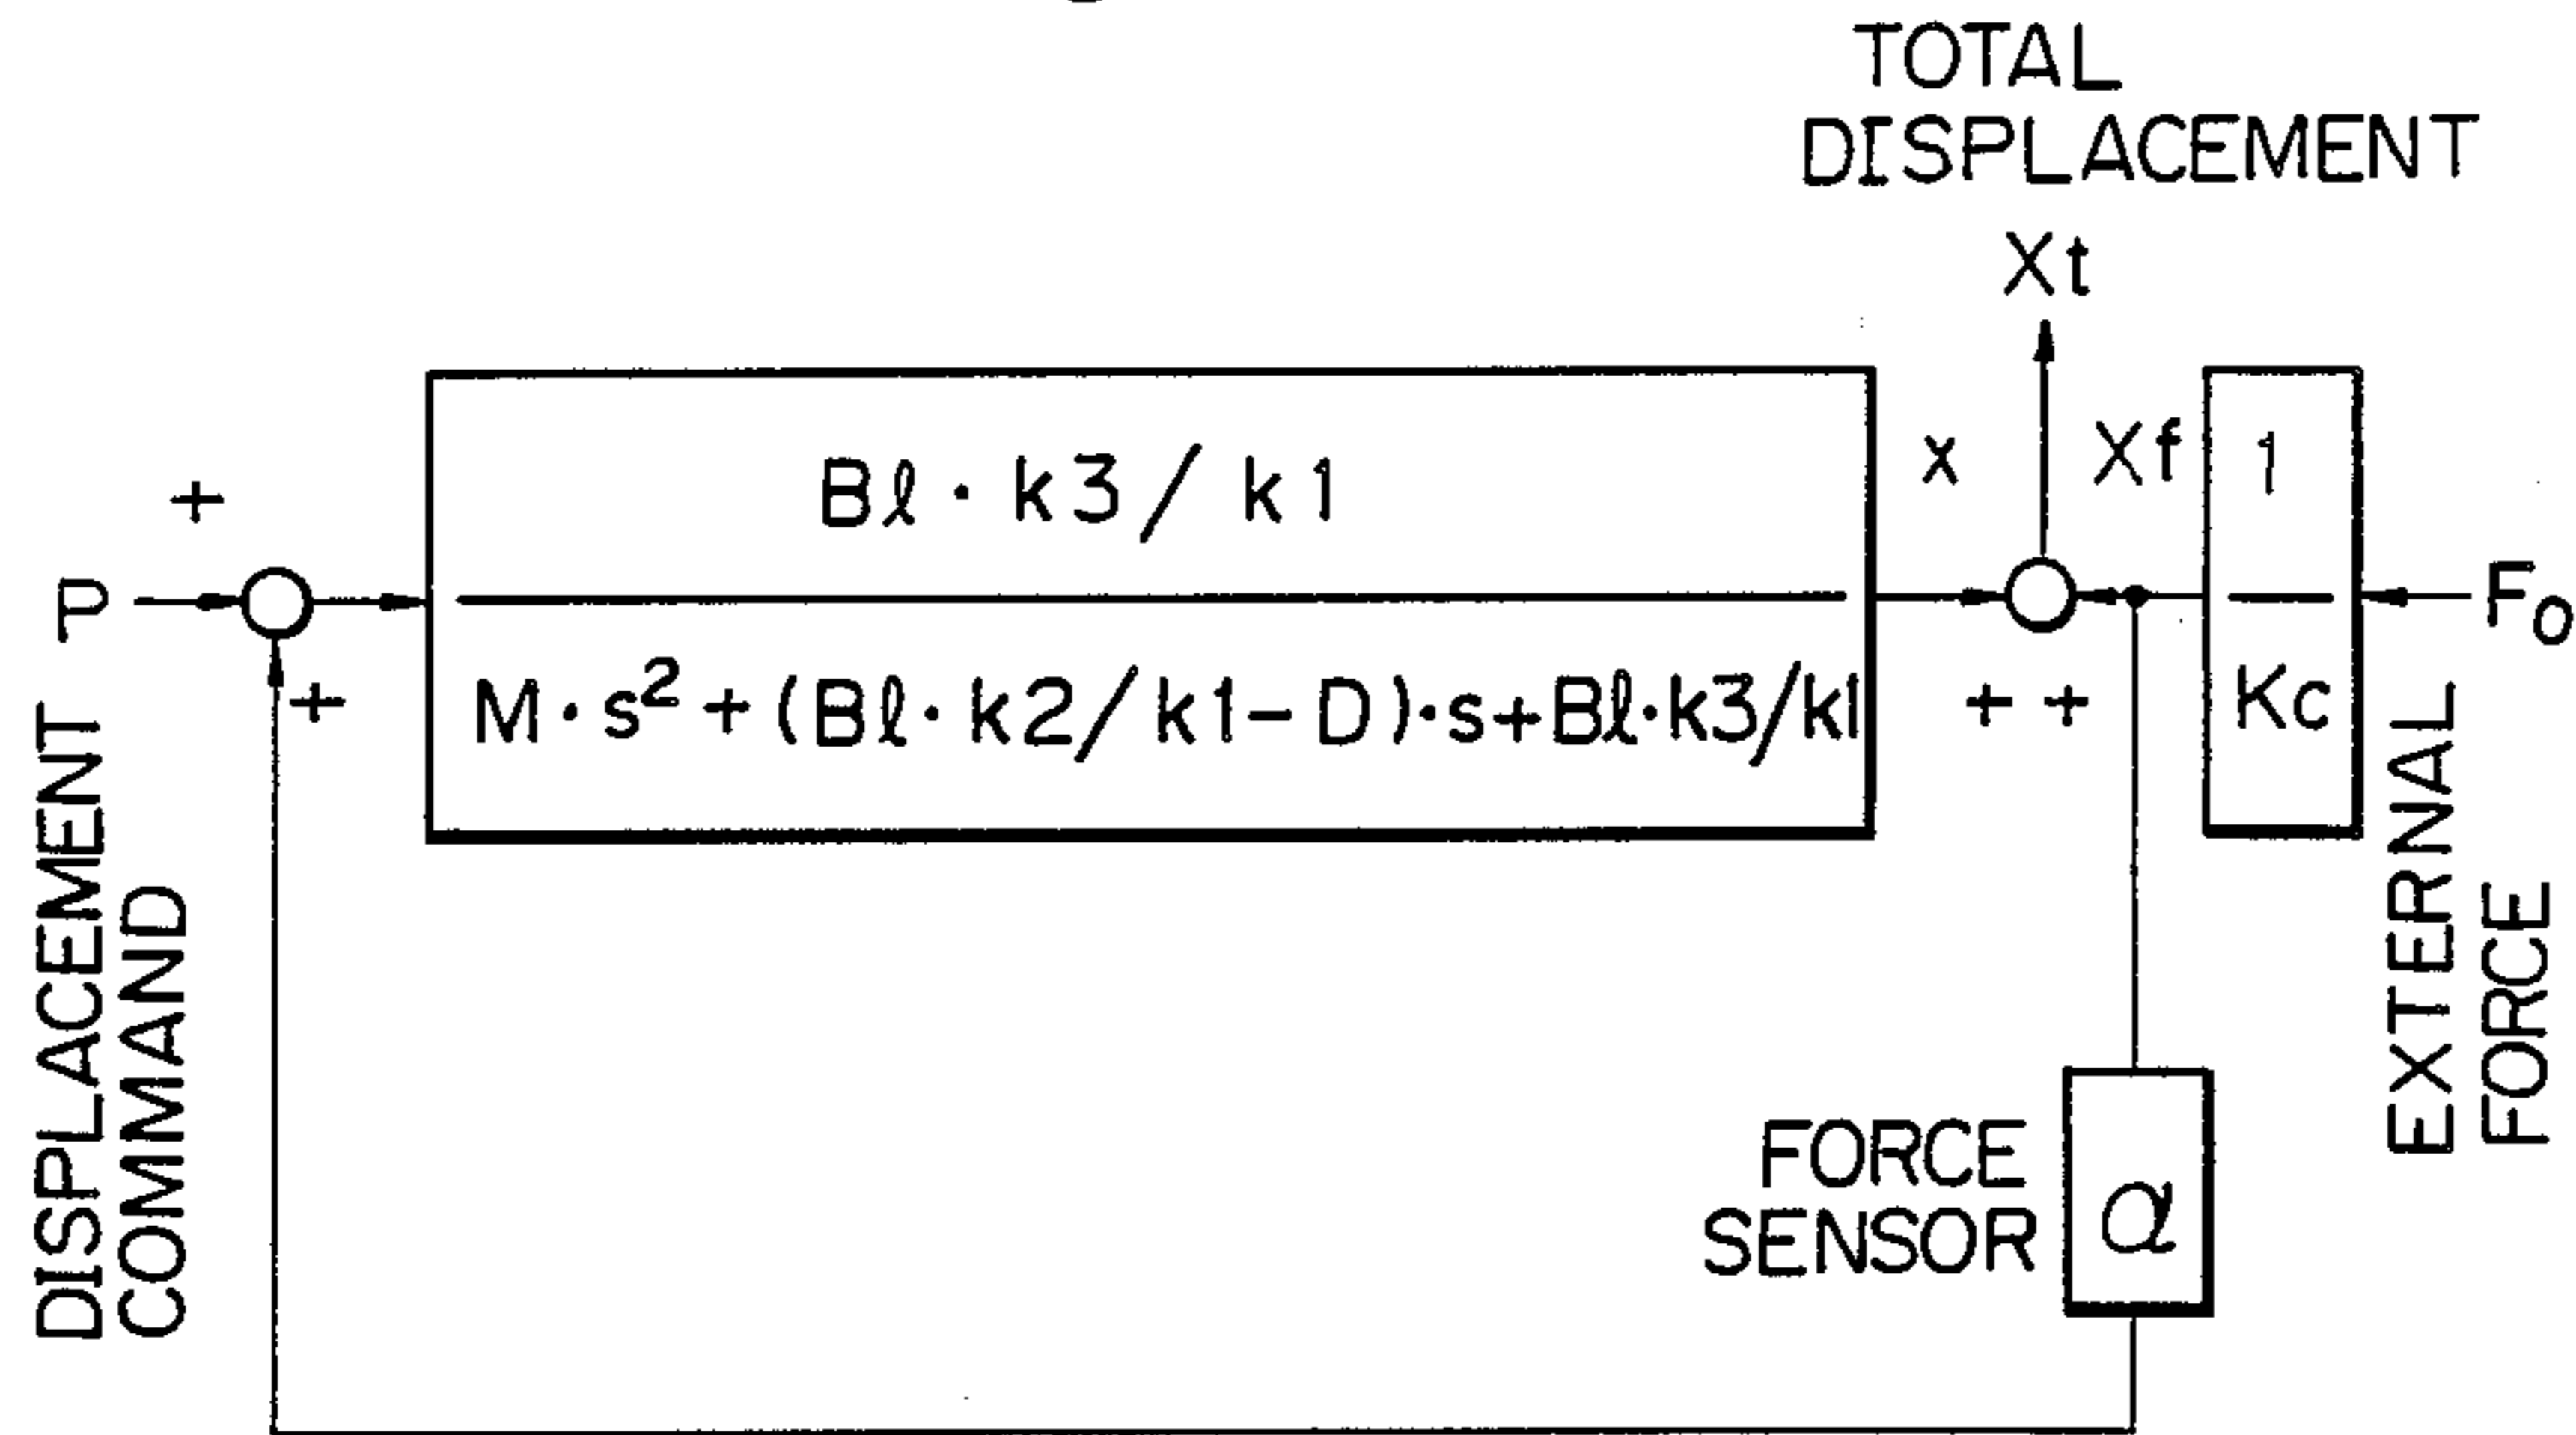 TOTAL
DISPLACEMENT
Xt
Bℓ · k3 / k1
M · s² + (Bℓ · k2 / k1 - D) · s + Bℓ · k3 / k1
x
Xf
1
Kc
+
P
+
+ +
Fo
DISPLACEMENT
COMMAND
EXTERNAL
FORCE
FORCE
SENSOR
α